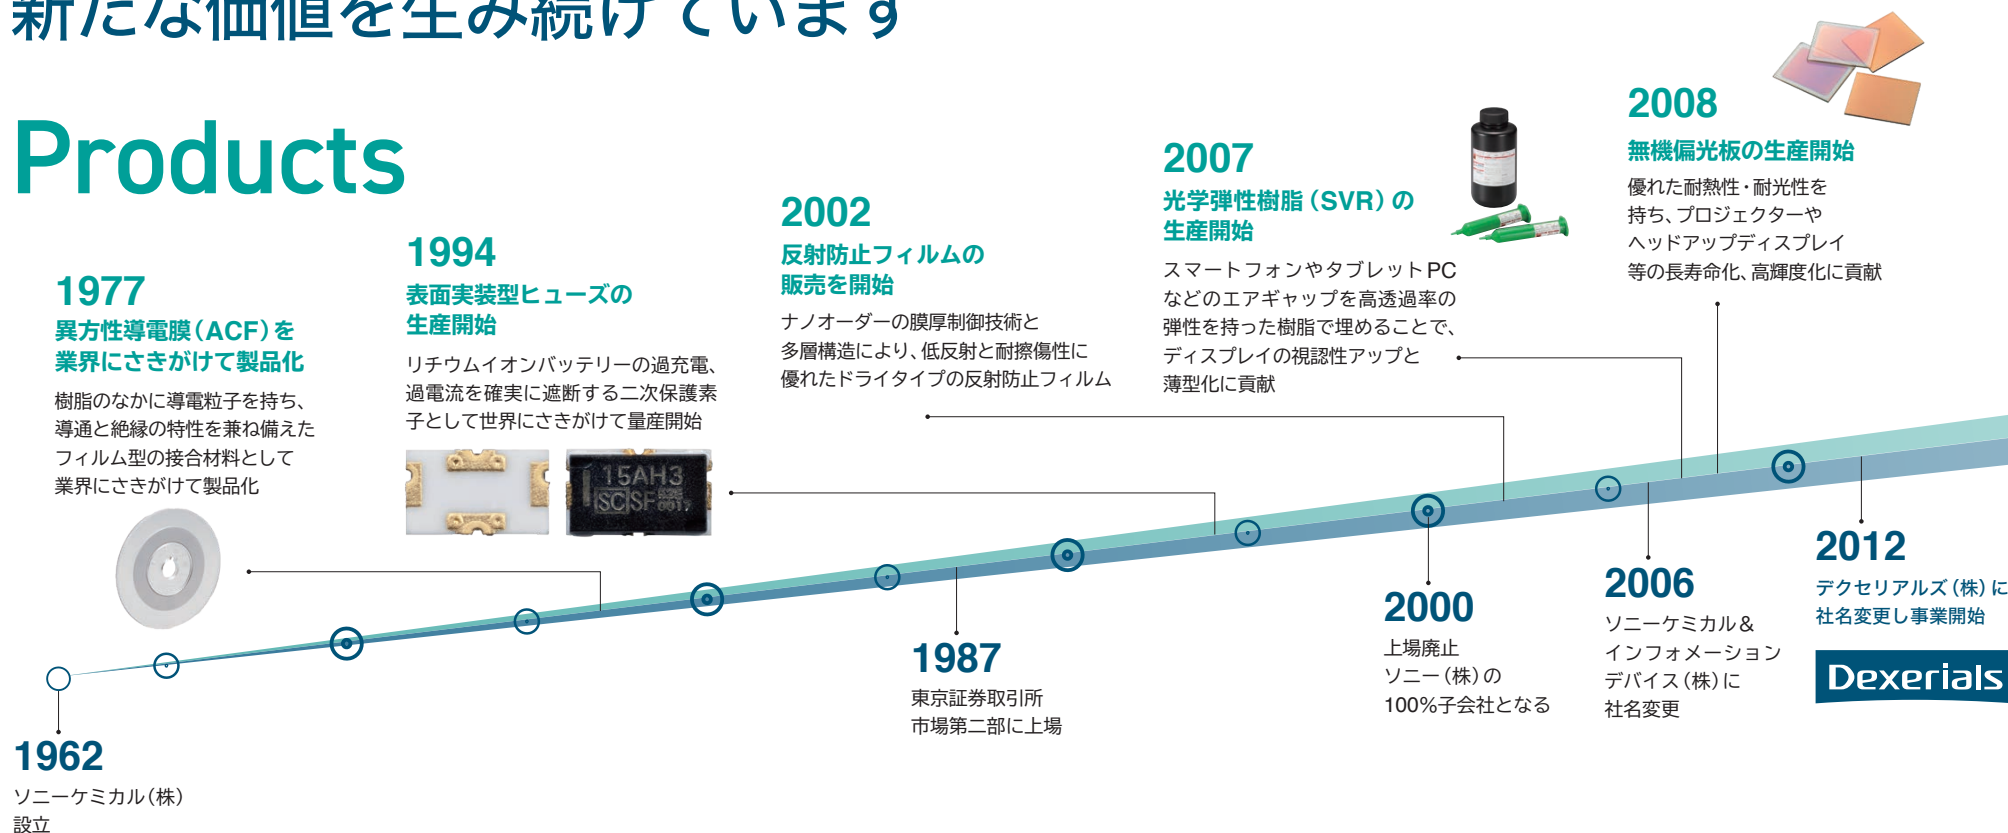 新たな価値を生み続けています
Products
1977
異方性導電膜（ACF）を
業界にさきがけて製品化
樹脂のなかに導電粒子を持ち、
導通と絶縁の特性を兼ね備えた
フィルム型の接合材料として
業界にさきがけて製品化
1994
表面実装型ヒューズの
生産開始
リチウムイオンバッテリーの過充電、
過電流を確実に遮断する二次保護素
子として世界にさきがけて量産開始
15AH3
SC SF
2002
反射防止フィルムの
販売を開始
ナノオーダーの膜厚制御技術と
多層構造により、低反射と耐擦傷性に
優れたドライタイプの反射防止フィルム
2007
光学弾性樹脂（SVR）の
生産開始
スマートフォンやタブレットPC
などのエアギャップを高透過率の
弾性を持った樹脂で埋めることで、
ディスプレイの視認性アップと
薄型化に貢献
2008
無機偏光板の生産開始
優れた耐熱性・耐光性を
持ち、プロジェクターや
ヘッドアップディスプレイ
等の長寿命化、高輝度化に貢献
1962
ソニーケミカル（株）
設立
1987
東京証券取引所
市場第二部に上場
2000
上場廃止
ソニー（株）の
100%子会社となる
2006
ソニーケミカル＆
インフォメーション
デバイス（株）に
社名変更
2012
デクセリアルズ（株）に
社名変更し事業開始
Dexerials